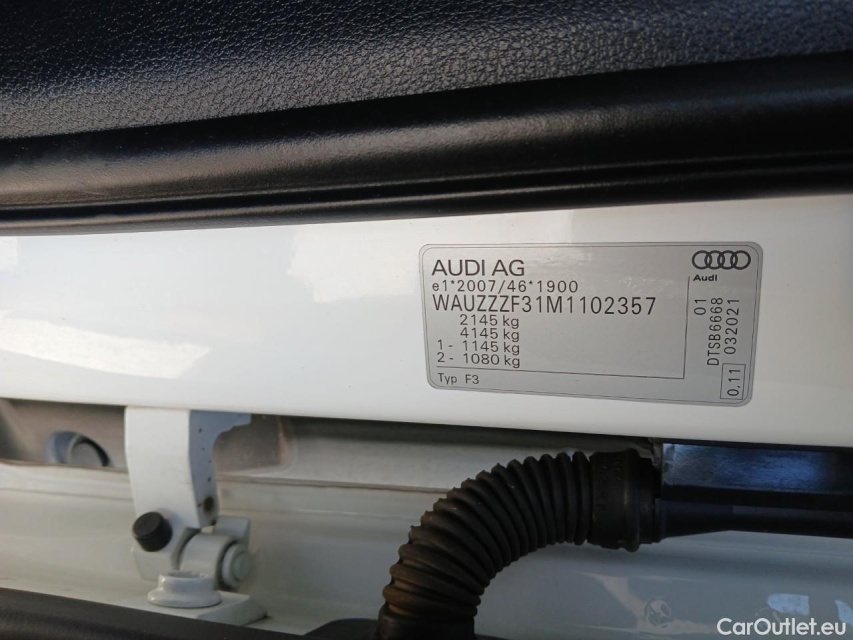 AUDI AG
e1*2007/46*1900
WAUZZZF31M1102357
2145 kg
4145 kg
1 - 1145 kg
2 - 1080 kg
Typ F3
Audi
01
DTSB6668
032021
0,11
CarOutlet.eu